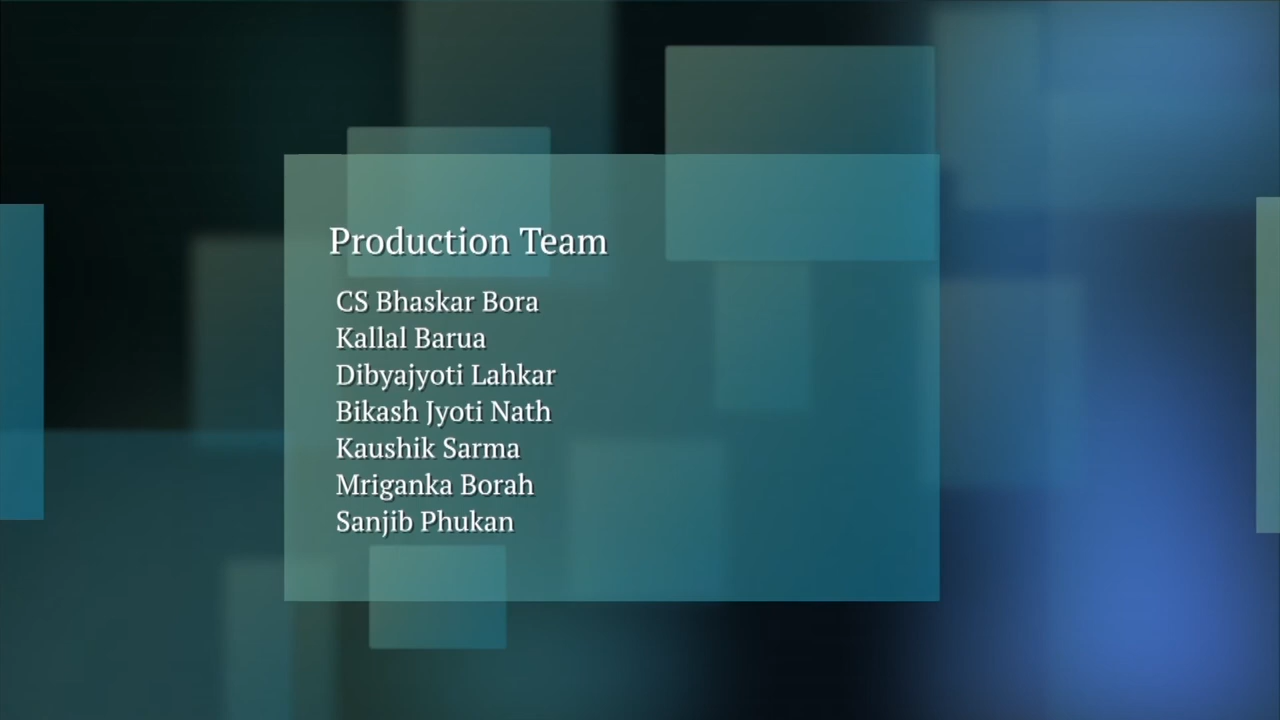 Production Team
CS Bhaskar Bora
Kallal Barua
Dibyajyoti Lahkar
Bikash Jyoti Nath
Kaushik Sarma
Mriganka Borah
Sanjib Phukan